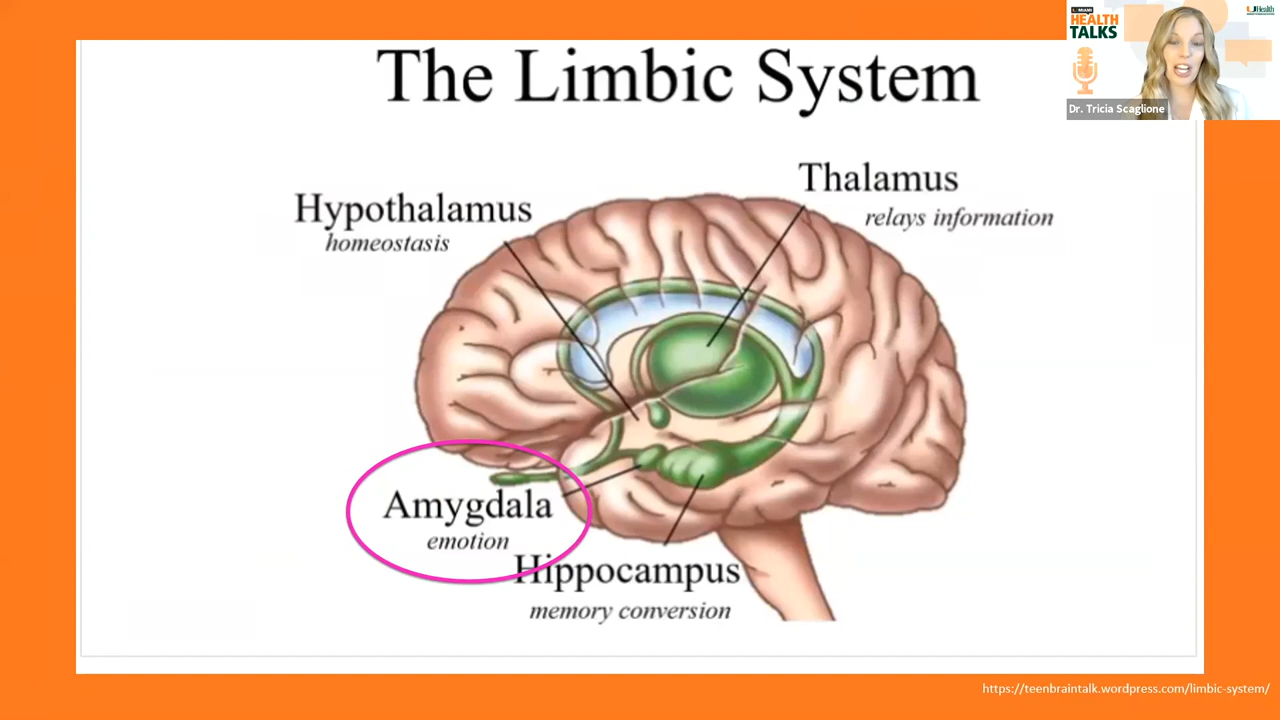 The Limbic System
Hypothalamus
homeostasis
Thalamus
relays information
Amygdala
emotion
Hippocampus
memory conversion
HEALTH
TALKS
UHealth
Dr. Tricia Scaglione
https://teenbraintalk.wordpress.com/limbic-system/